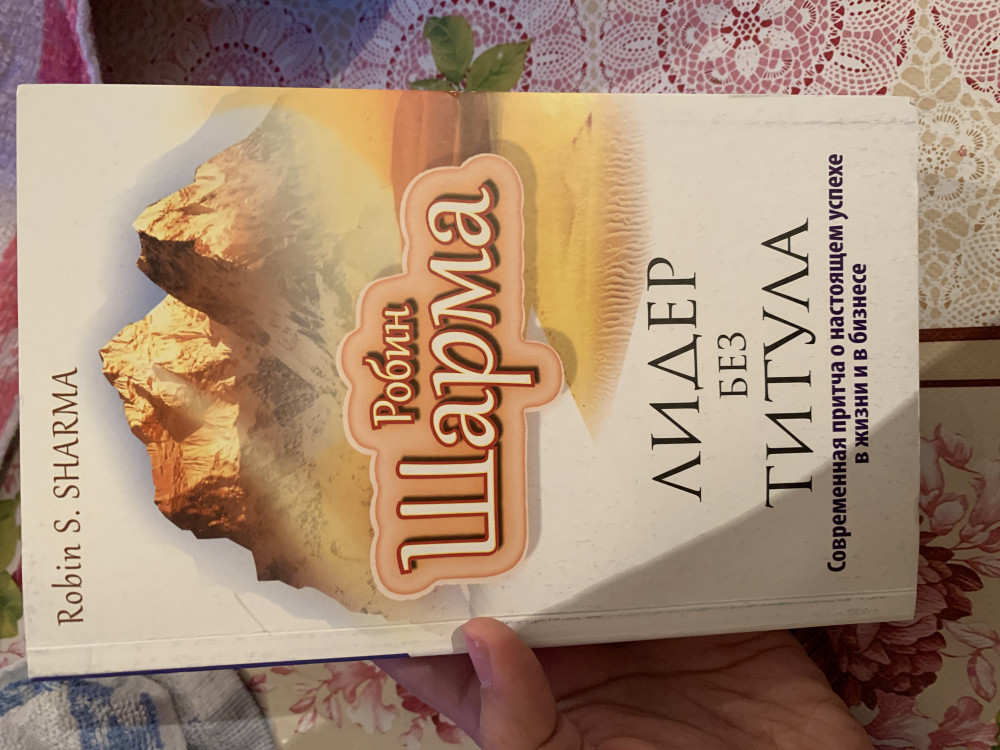 Robin S. SHARMA
Робин
Шарма
ЛИДЕР
БЕЗ
ТИТУЛА
Современная притча о настоящем успехе
в жизни и в бизнесе